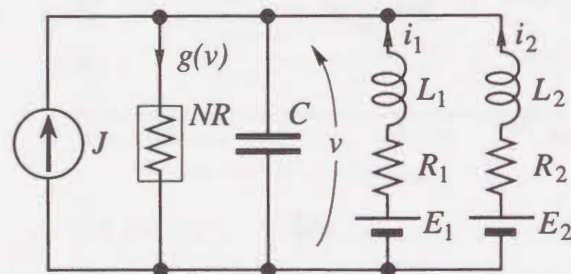 i₁ i₂
g(v)
NR C L₁ L₂
J v R₁ R₂
E₁ E₂